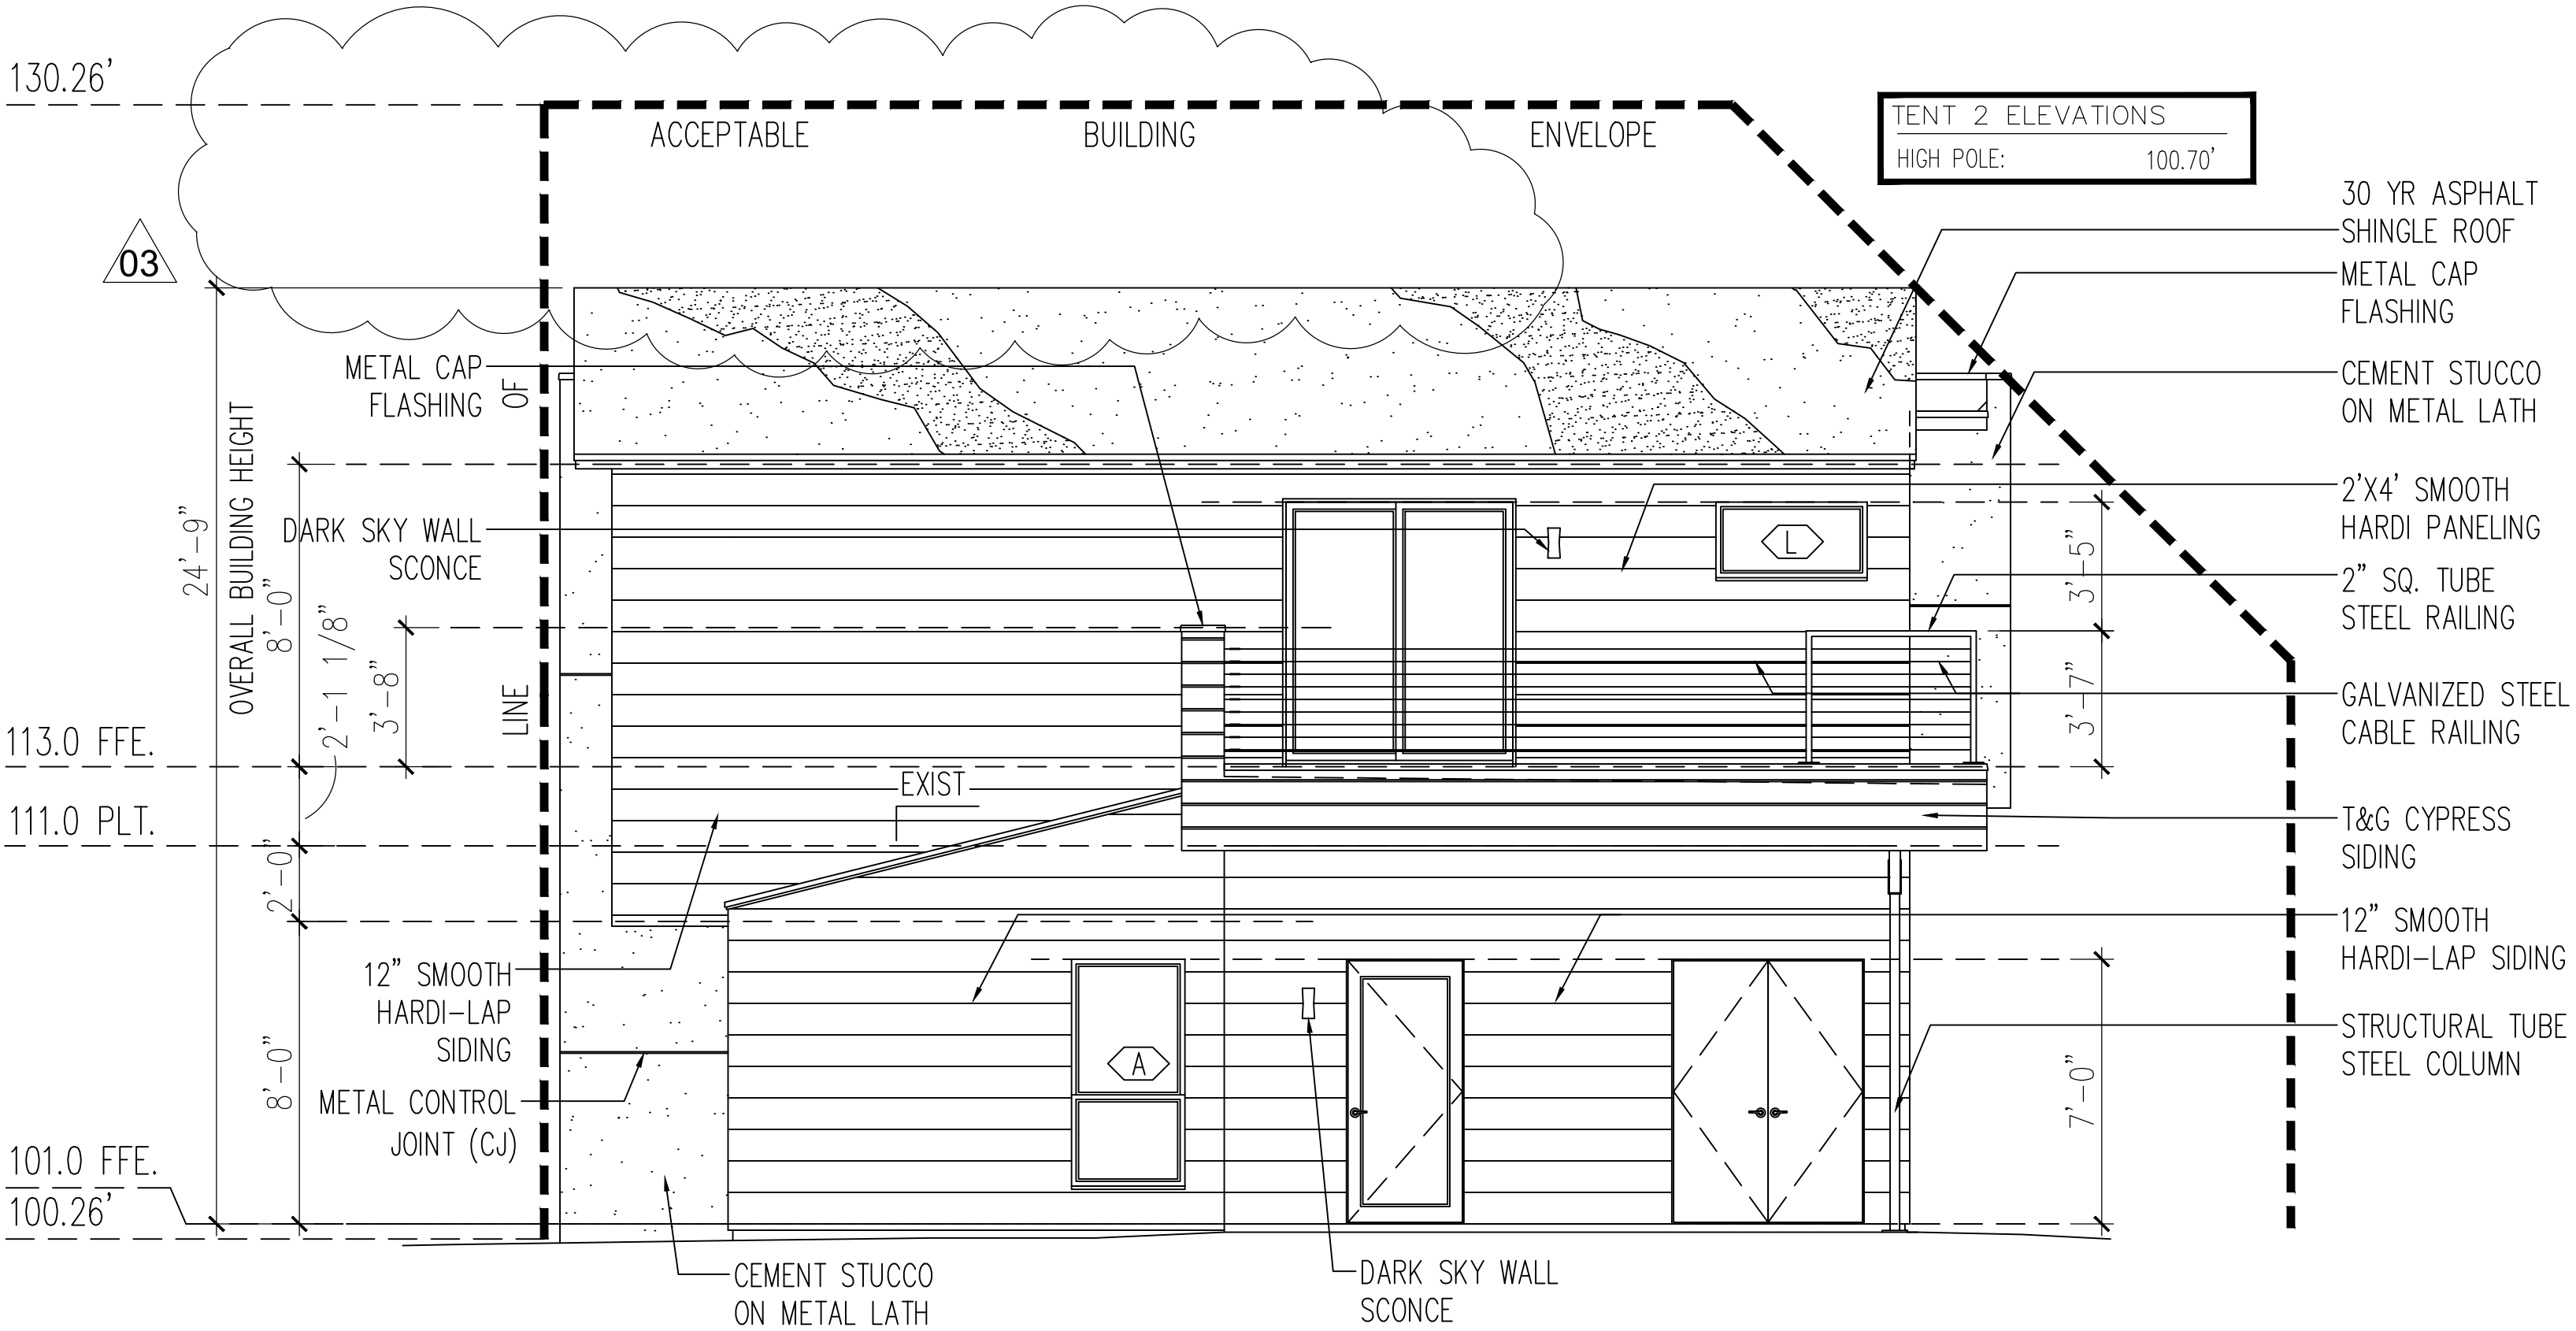 130.26'
ACCEPTABLE BUILDING ENVELOPE
TENT 2 ELEVATIONS
HIGH POLE: 100.70'
03
30 YR ASPHALT
SHINGLE ROOF
METAL CAP
FLASHING
METAL CAP
FLASHING
CEMENT STUCCO
ON METAL LATH
LINE OF
24'-9"
OVERALL BUILDING HEIGHT
8'-0"
2'-1 1/8"
3'-8"
DARK SKY WALL
SCONCE
L
2'X4' SMOOTH
HARDI PANELING
3'-5"
2" SQ. TUBE
STEEL RAILING
3'-7"
GALVANIZED STEEL
CABLE RAILING
113.0 FFE.
111.0 PLT.
EXIST
T&G CYPRESS
SIDING
2'-0"
12" SMOOTH
HARDI-LAP SIDING
12" SMOOTH
HARDI-LAP
SIDING
8'-0"
METAL CONTROL
JOINT (CJ)
A
STRUCTURAL TUBE
STEEL COLUMN
7'-0"
101.0 FFE.
100.26'
CEMENT STUCCO
ON METAL LATH
DARK SKY WALL
SCONCE